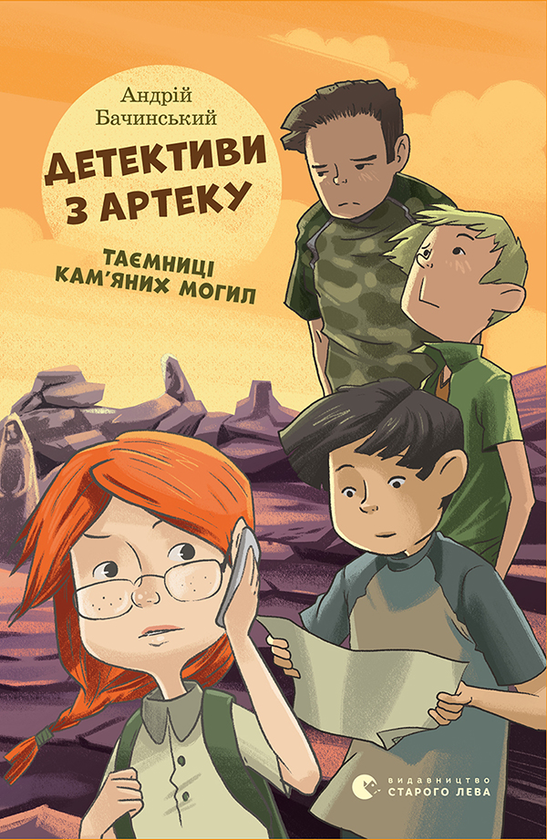 Андрій
Бачинський
ДЕТЕКТИВИ
З АРТЕКУ
ТАЄМНИЦІ
КАМ'ЯНИХ МОГИЛ
ВИДАВНИЦТВО
СТАРОГО ЛЕВА